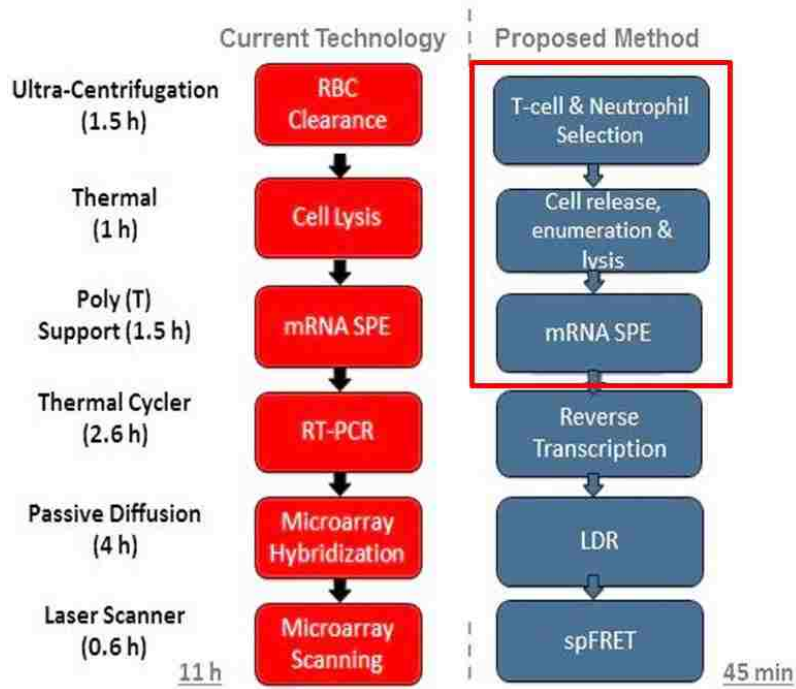 Current Technology
Proposed Method
Ultra-Centrifugation
(1.5 h)
RBC
Clearance
T-cell & Neutrophil
Selection
Thermal
(1 h)
Cell Lysis
Cell release,
enumeration &
lysis
Poly (T)
Support (1.5 h)
mRNA SPE
mRNA SPE
Thermal Cycler
(2.6 h)
RT-PCR
Reverse
Transcription
Passive Diffusion
(4 h)
Microarray
Hybridization
LDR
Laser Scanner
(0.6 h)
Microarray
Scanning
spFRET
11 h
45 min